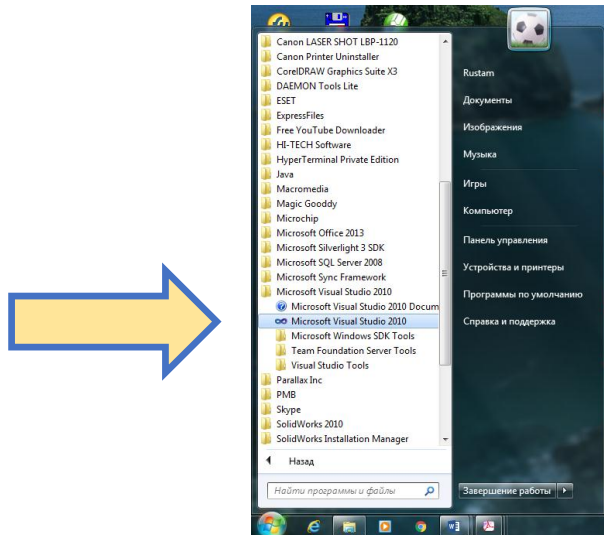 Canon LASER SHOT LBP-1120
Canon Printer Uninstaller
CorelDRAW Graphics Suite X3
DAEMON Tools Lite
ESET
ExpressFiles
Free YouTube Downloader
HI-TECH Software
HyperTerminal Private Edition
Java
Macromedia
Magic Gooddy
Microchip
Microsoft Office 2013
Microsoft Silverlight 3 SDK
Microsoft SQL Server 2008
Microsoft Sync Framework
Microsoft Visual Studio 2010
Microsoft Visual Studio 2010 Docum
Microsoft Visual Studio 2010
Microsoft Windows SDK Tools
Team Foundation Server Tools
Visual Studio Tools
Parallax Inc
PMB
Skype
SolidWorks 2010
SolidWorks Installation Manager
Назад
Найти программы и файлы
Rustam
Документы
Изображения
Музыка
Игры
Компьютер
Панель управления
Устройства и принтеры
Программы по умолчанию
Справка и поддержка
Завершение работы